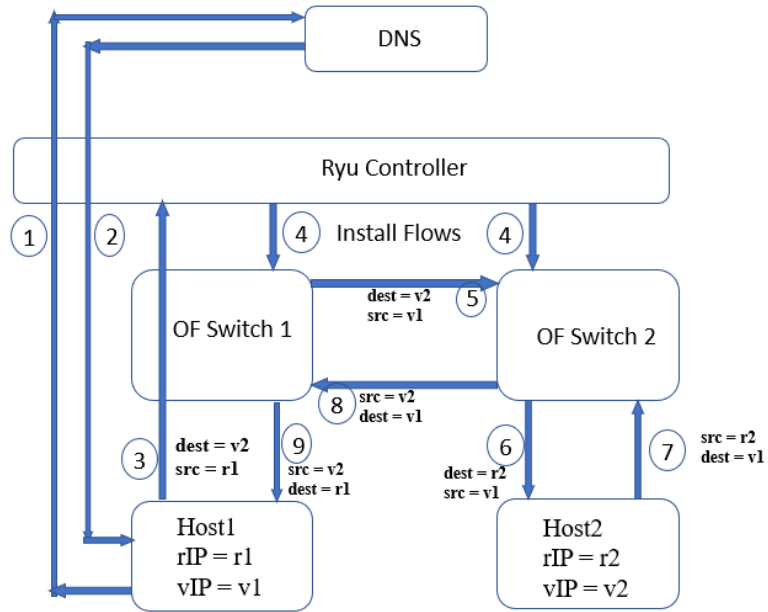 DNS
Ryu Controller
1
2
4
Install Flows
4
OF Switch 1
dest = v2
src = v1
5
OF Switch 2
8
src = v2
dest = v1
3
dest = v2
src = r1
9
src = v2
dest = r1
6
dest = r2
src = v1
7
src = r2
dest = v1
Host1
rIP = r1
vIP = v1
Host2
rIP = r2
vIP = v2